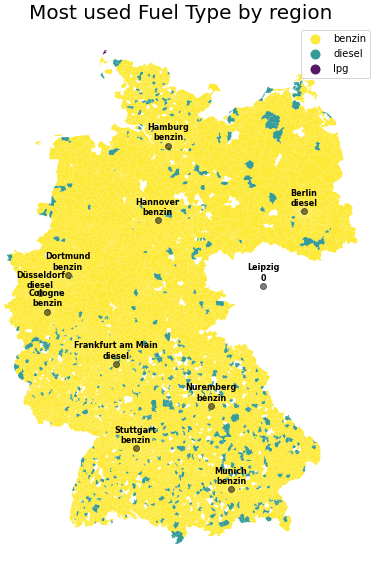 Most used Fuel Type by region
benzin
diesel
lpg
Hamburg
benzin
Hannover
benzin
Berlin
diesel
Dortmund
benzin
Leipzig
0
Düsseldorf
diesel
Cologne
benzin
Frankfurt am Main
diesel
Nuremberg
benzin
Stuttgart
benzin
Munich
benzin